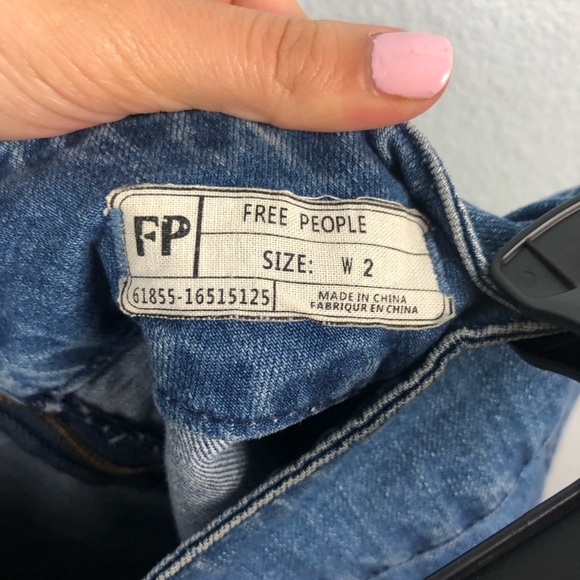 FP
FREE PEOPLE
SIZE: W 2
61855-16515125
MADE IN CHINA
FABRIQUR EN CHINA